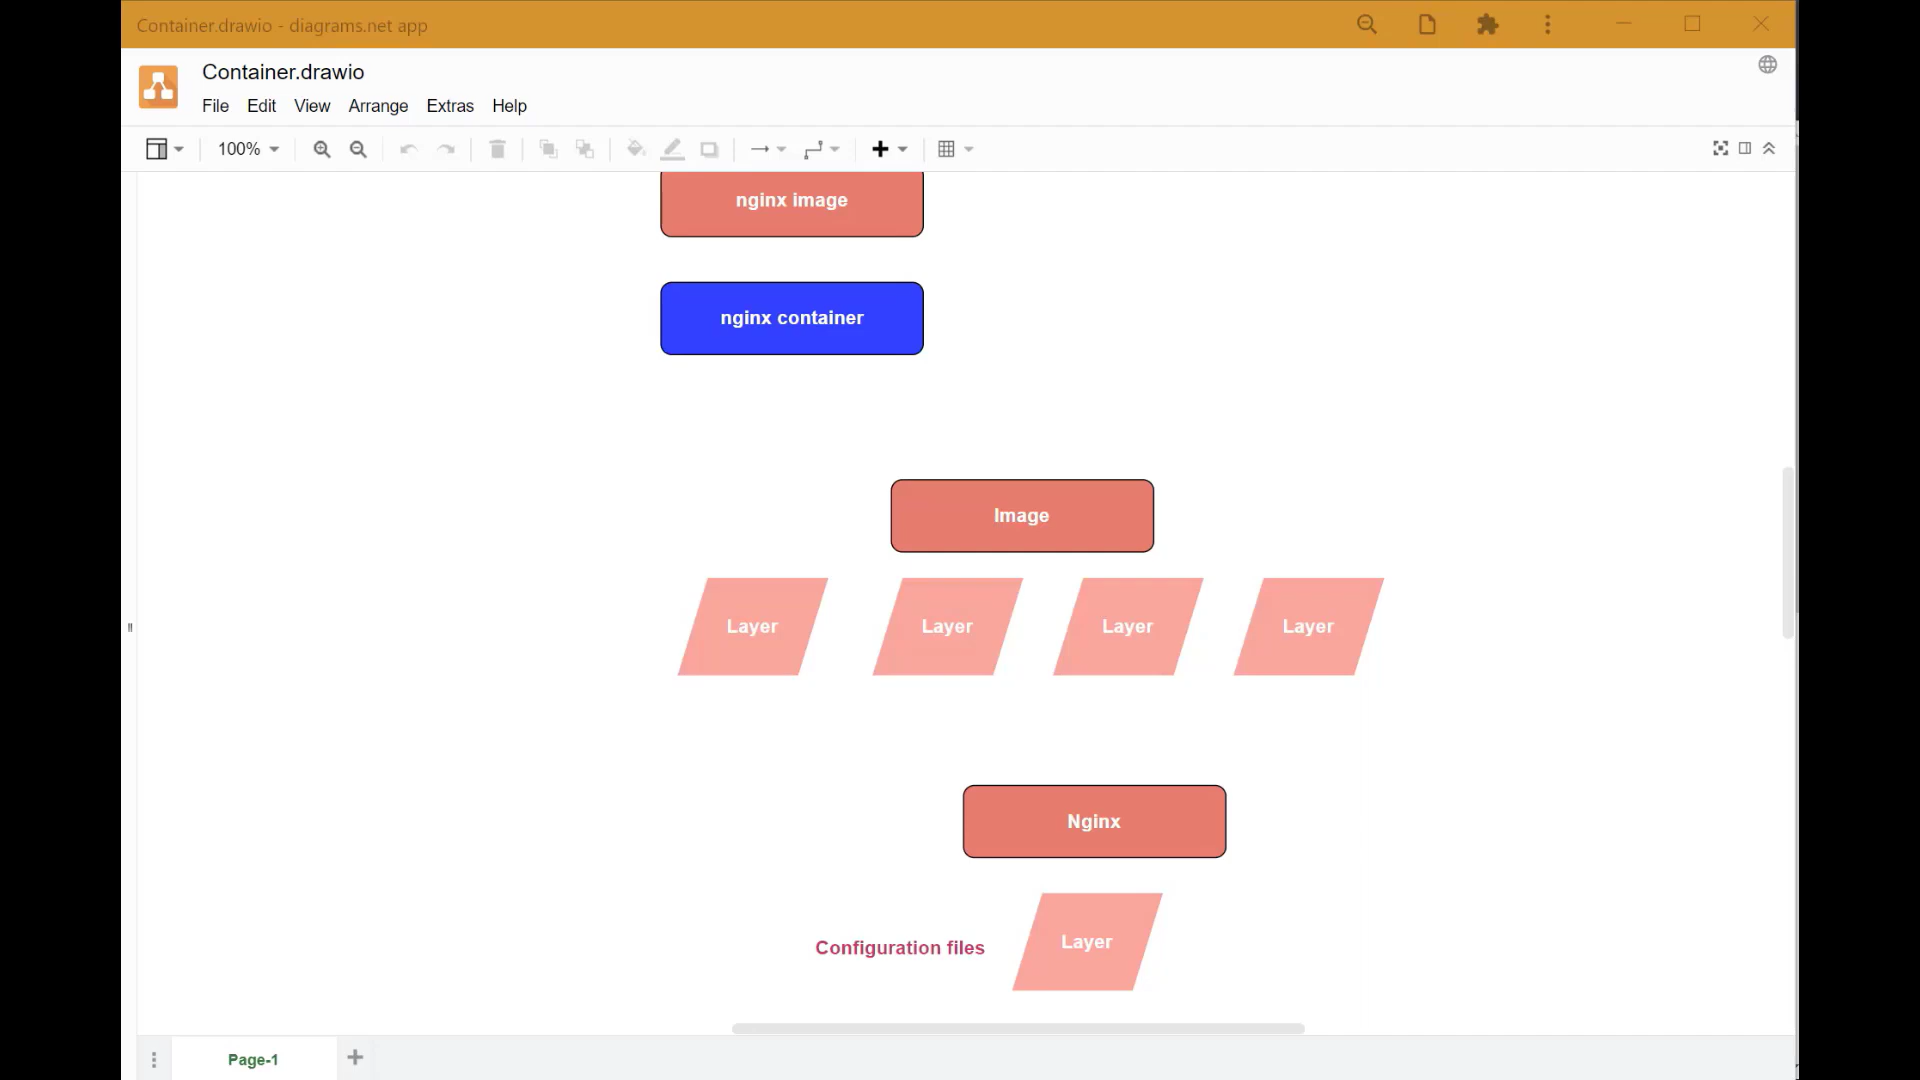 Container.drawio - diagrams.net app
Container.drawio
File Edit View Arrange Extras Help
100%
nginx image
nginx container
Image
Layer Layer Layer Layer
Nginx
Configuration files Layer
Page-1